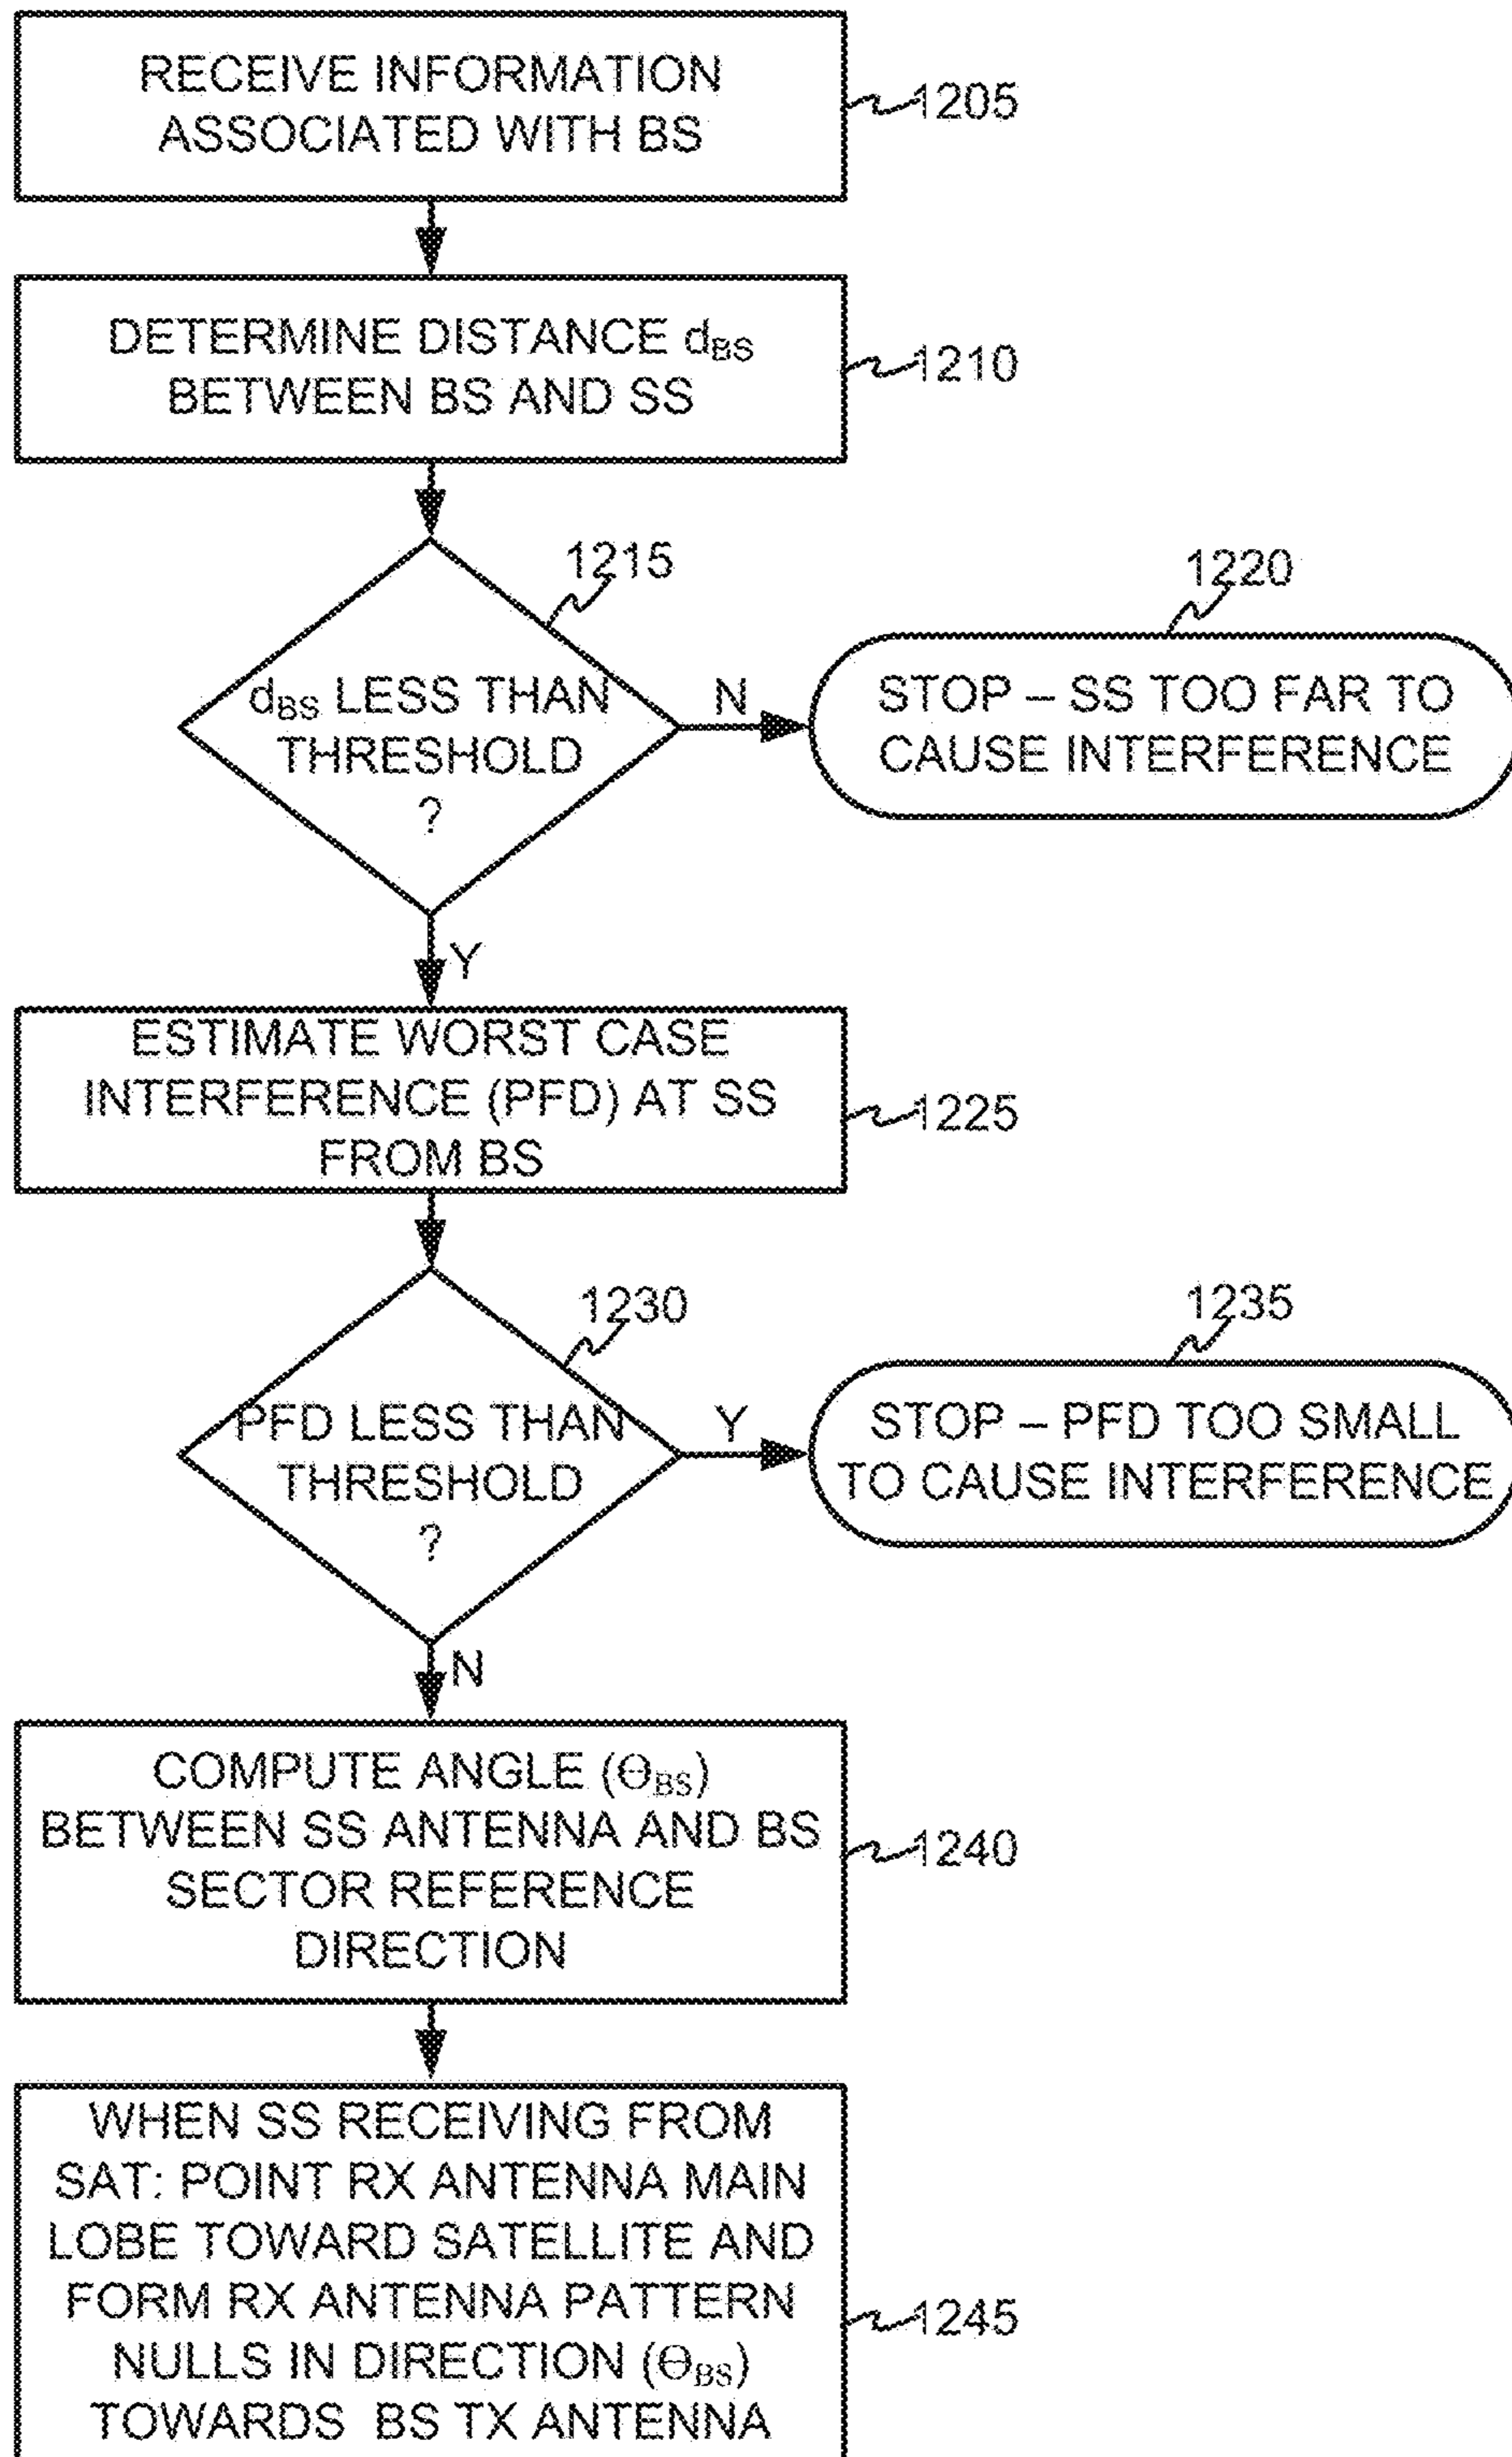 RECEIVE INFORMATION
ASSOCIATED WITH BS
1205
DETERMINE DISTANCE dBS
BETWEEN BS AND SS
1210
1215
dBS LESS THAN
THRESHOLD
?
N
1220
STOP – SS TOO FAR TO
CAUSE INTERFERENCE
Y
ESTIMATE WORST CASE
INTERFERENCE (PFD) AT SS
FROM BS
1225
1230
PFD LESS THAN
THRESHOLD
?
Y
1235
STOP – PFD TOO SMALL
TO CAUSE INTERFERENCE
N
COMPUTE ANGLE (ΘBS)
BETWEEN SS ANTENNA AND BS
SECTOR REFERENCE
DIRECTION
1240
WHEN SS RECEIVING FROM
SAT: POINT RX ANTENNA MAIN
LOBE TOWARD SATELLITE AND
FORM RX ANTENNA PATTERN
NULLS IN DIRECTION (ΘBS)
TOWARDS BS TX ANTENNA
1245